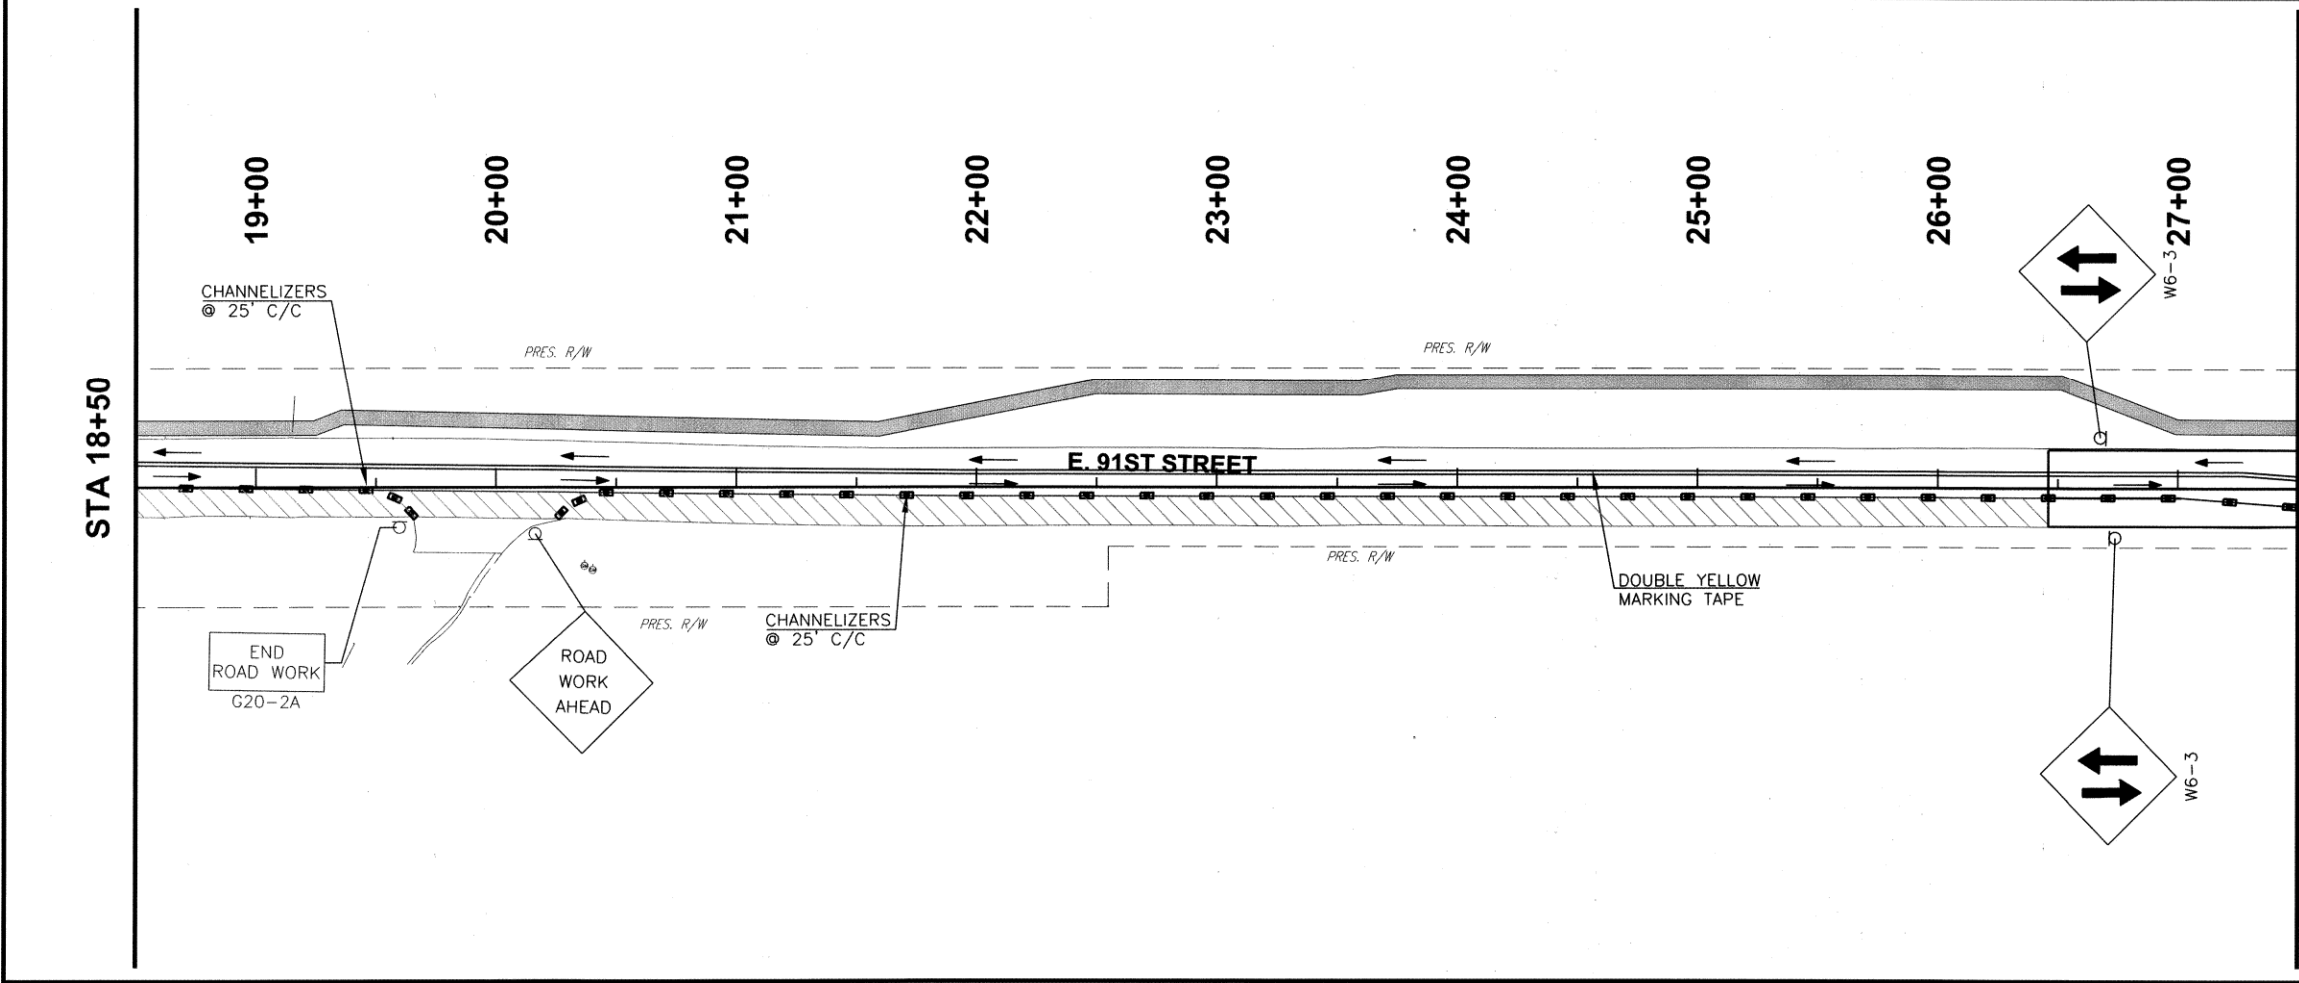 19+00
20+00
21+00
22+00
23+00
24+00
25+00
26+00
27+00
W6-3
CHANNELIZERS
@ 25' C/C
PRES. R/W
PRES. R/W
STA 18+50
E. 91ST STREET
PRES. R/W
DOUBLE YELLOW
MARKING TAPE
PRES. R/W
CHANNELIZERS
@ 25' C/C
END
ROAD WORK
G20-2A
ROAD
WORK
AHEAD
W6-3